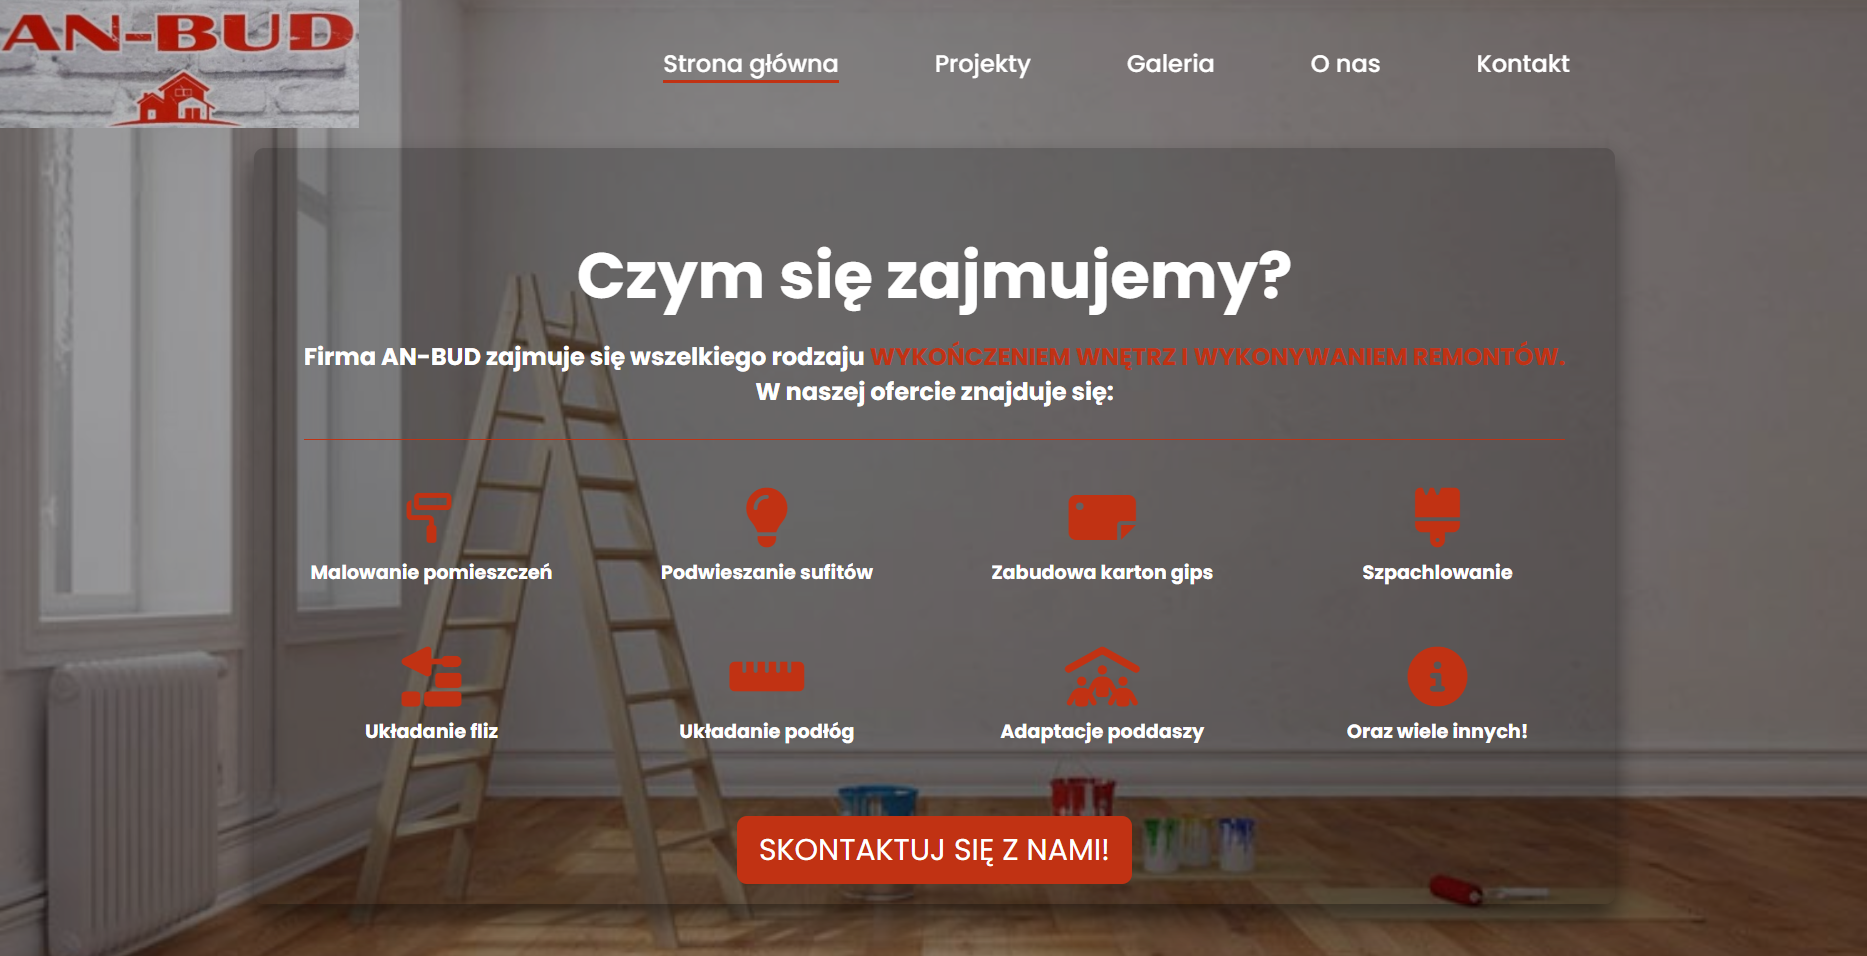 AN-BUD
Strona główna
Projekty
Galeria
O nas
Kontakt
Czym się zajmujemy?
Firma AN-BUD zajmuje się wszelkiego rodzaju WYKOŃCZENIEM WNĘTRZ I WYKONYWANIEM REMONTÓW.
W naszej ofercie znajduje się:
Malowanie pomieszczeń
Podwieszanie sufitów
Zabudowa karton gips
Szpachlowanie
Układanie fliz
Układanie podłóg
Adaptacje poddaszy
Oraz wiele innych!
SKONTAKTUJ SIĘ Z NAMI!